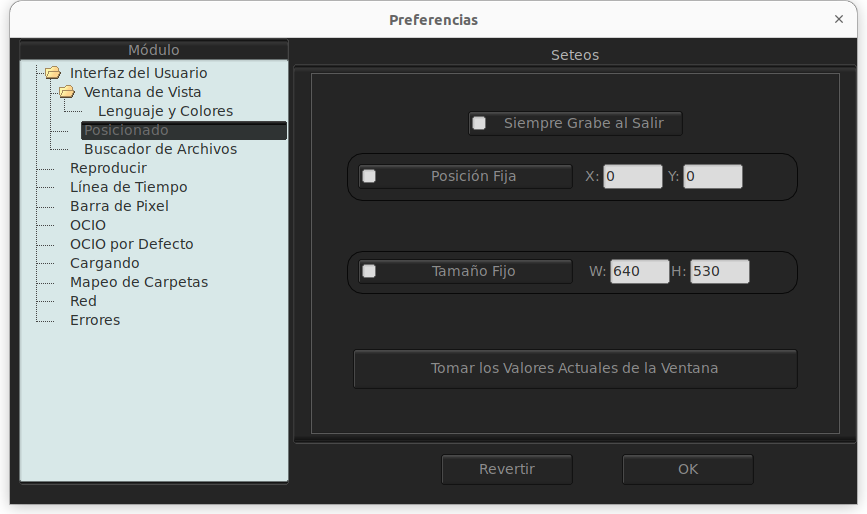 Preferencias
×
Módulo
Interfaz del Usuario
Ventana de Vista
Lenguaje y Colores
Posicionado
Buscador de Archivos
Reproducir
Línea de Tiempo
Barra de Pixel
OCIO
OCIO por Defecto
Cargando
Mapeo de Carpetas
Red
Errores
Seteos
Siempre Grabe al Salir
Posición Fija X: 0 Y: 0
Tamaño Fijo W: 640 H: 530
Tomar los Valores Actuales de la Ventana
Revertir OK